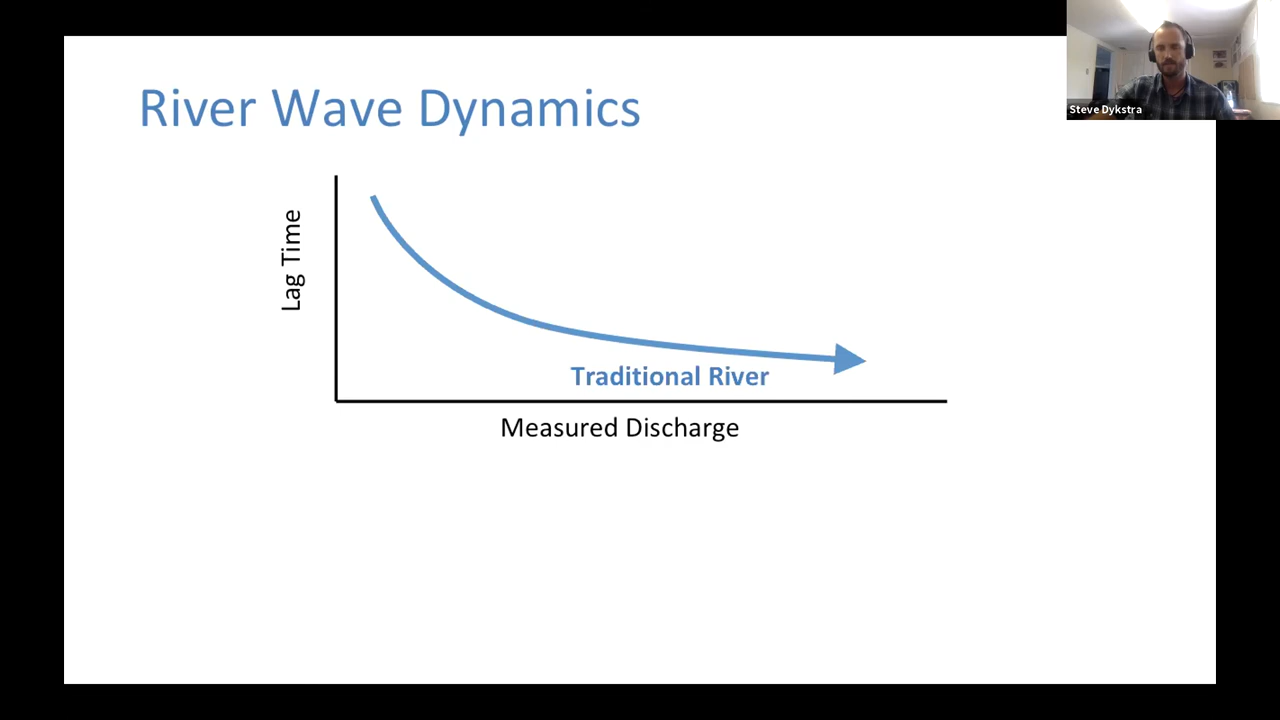 River Wave Dynamics
Steve Dykstra
Lag Time
Traditional River
Measured Discharge